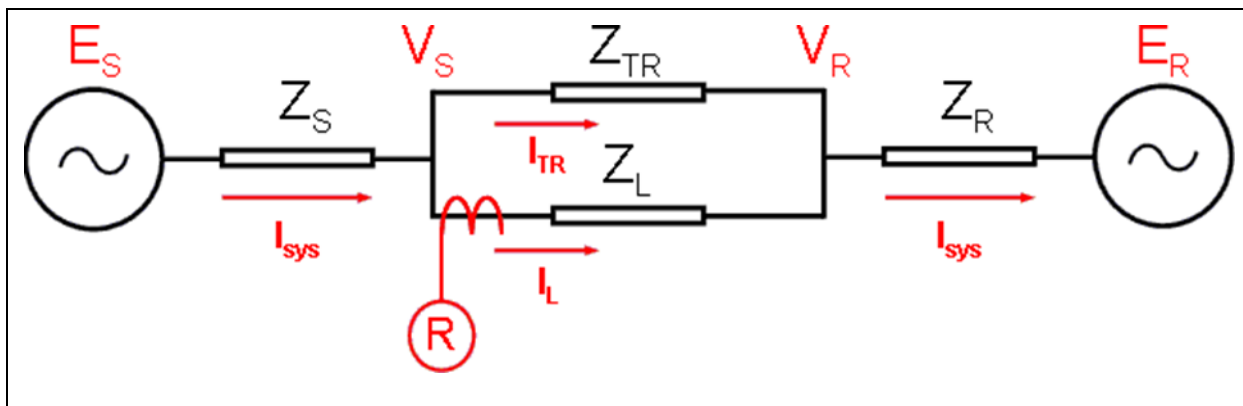 E_S
V_S
Z_TR
V_R
E_R
Z_S
Z_R
I_TR
Z_L
I_sys
I_L
I_sys
R